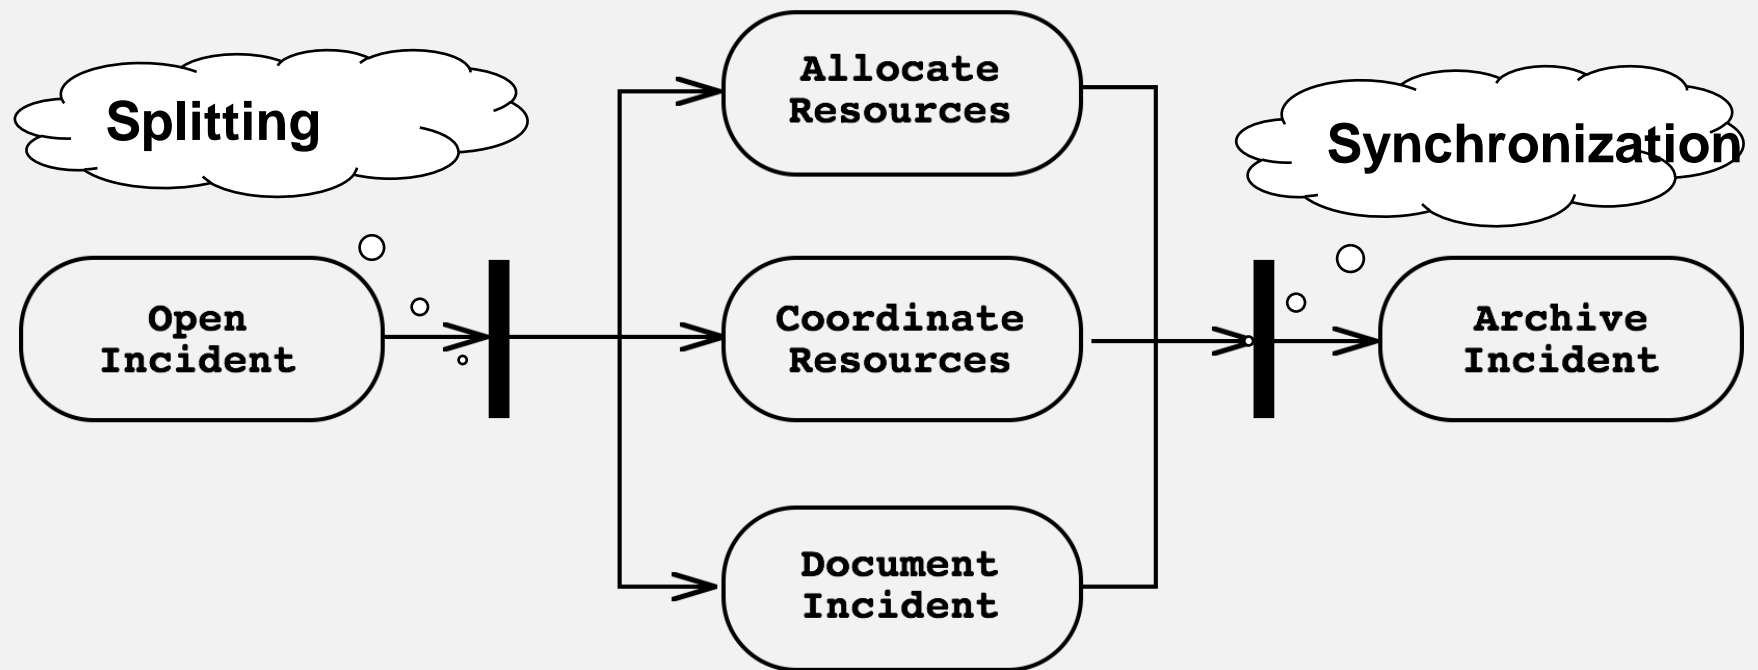 Splitting
Synchronization
Open
Incident
Allocate
Resources
Coordinate
Resources
Document
Incident
Archive
Incident